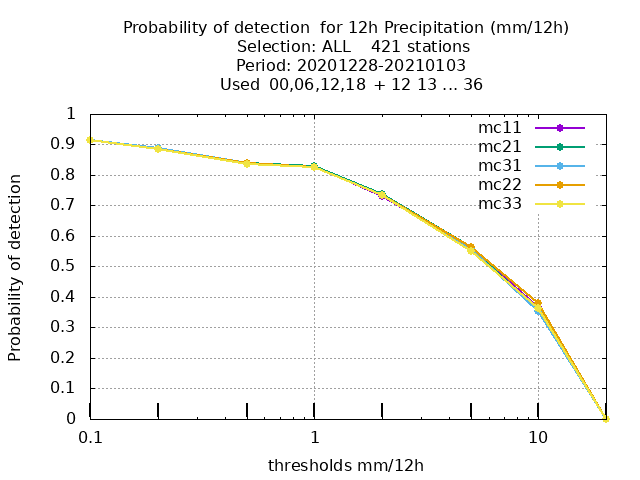 Probability of detection for 12h Precipitation (mm/12h)
Selection: ALL 421 stations
Period: 20201228-20210103
Used 00,06,12,18 + 12 13 ... 36
Probability of detection
1
0.9
0.8
0.7
0.6
0.5
0.4
0.3
0.2
0.1
0
mc11
mc21
mc31
mc22
mc33
0.1 1 10
thresholds mm/12h